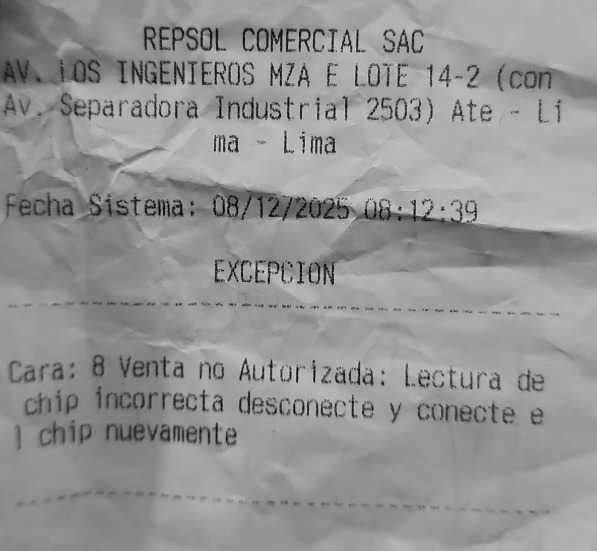 REPSOL COMERCIAL SAC
AV. LOS INGENIEROS MZA E LOTE 14-2 (con
Av. Separadora Industrial 2503) Ate - Li
ma - Lima
Fecha Sistema: 08/12/2025 08:12:39
EXCEPCION
Cara: 8 Venta no Autorizada: Lectura de
chip incorrecta desconecte y conecte e
l chip nuevamente